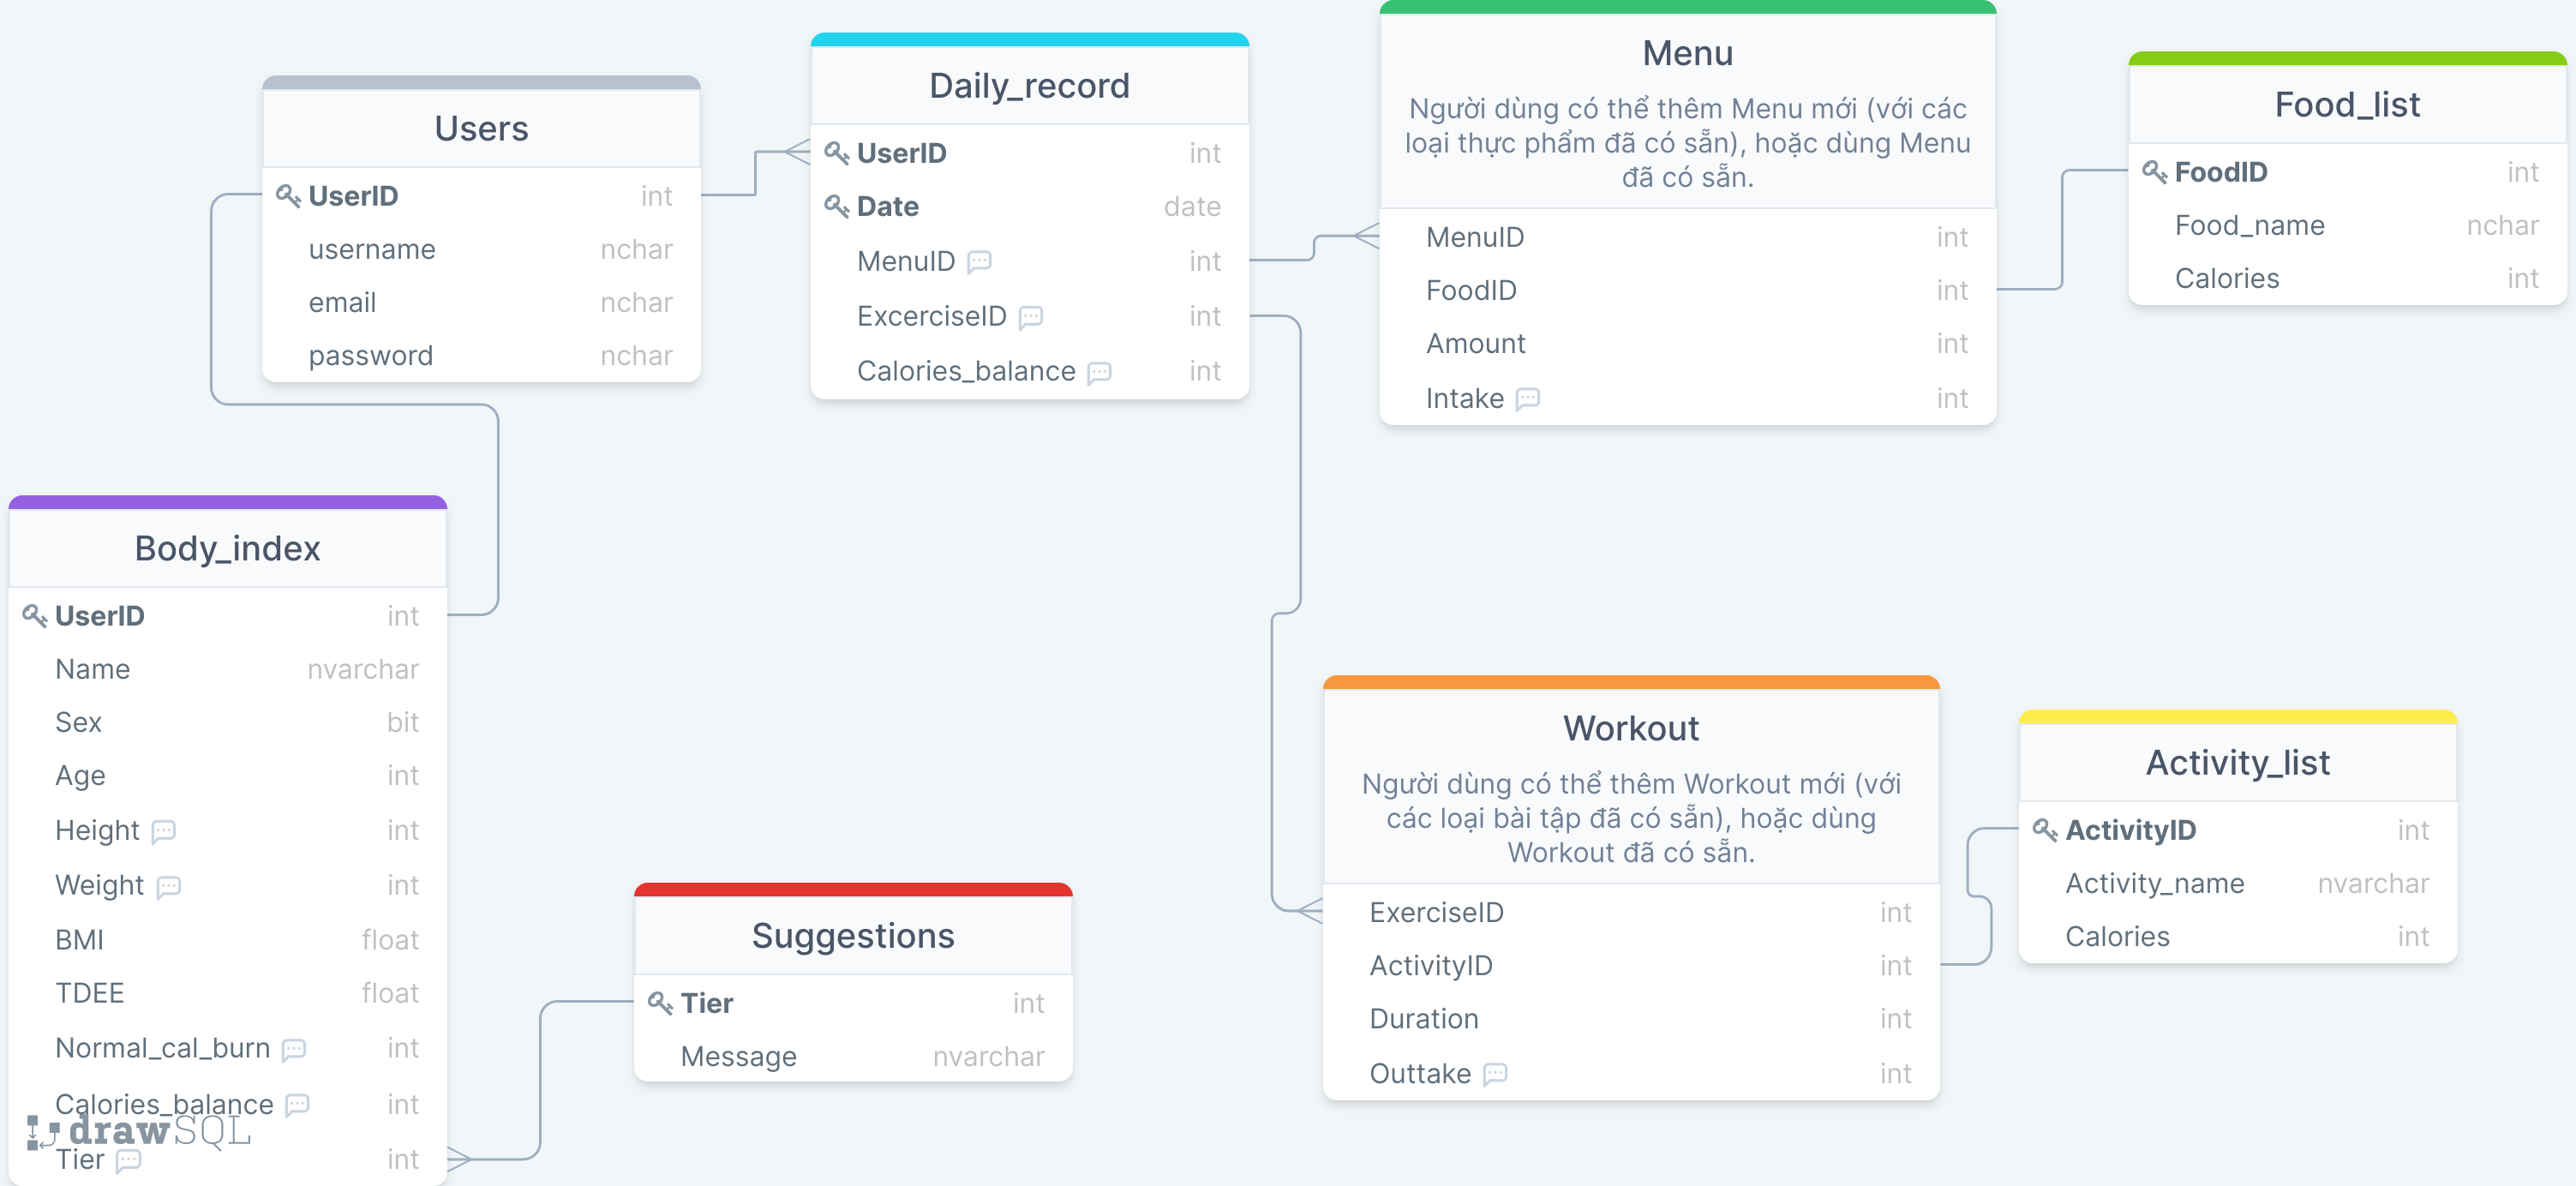 Users
UserID int
username nchar
email nchar
password nchar
Daily_record
UserID int
Date date
MenuID int
ExcerciseID int
Calories_balance int
Menu
Người dùng có thể thêm Menu mới (với các
loại thực phẩm đã có sẵn), hoặc dùng Menu
đã có sẵn.
MenuID int
FoodID int
Amount int
Intake int
Food_list
FoodID int
Food_name nchar
Calories int
Body_index
UserID int
Name nvarchar
Sex bit
Age int
Height int
Weight int
BMI float
TDEE float
Normal_cal_burn int
Calories_balance int
drawSQL
Tier int
Suggestions
Tier int
Message nvarchar
Workout
Người dùng có thể thêm Workout mới (với
các loại bài tập đã có sẵn), hoặc dùng
Workout đã có sẵn.
ExerciseID int
ActivityID int
Duration int
Outtake int
Activity_list
ActivityID int
Activity_name nvarchar
Calories int